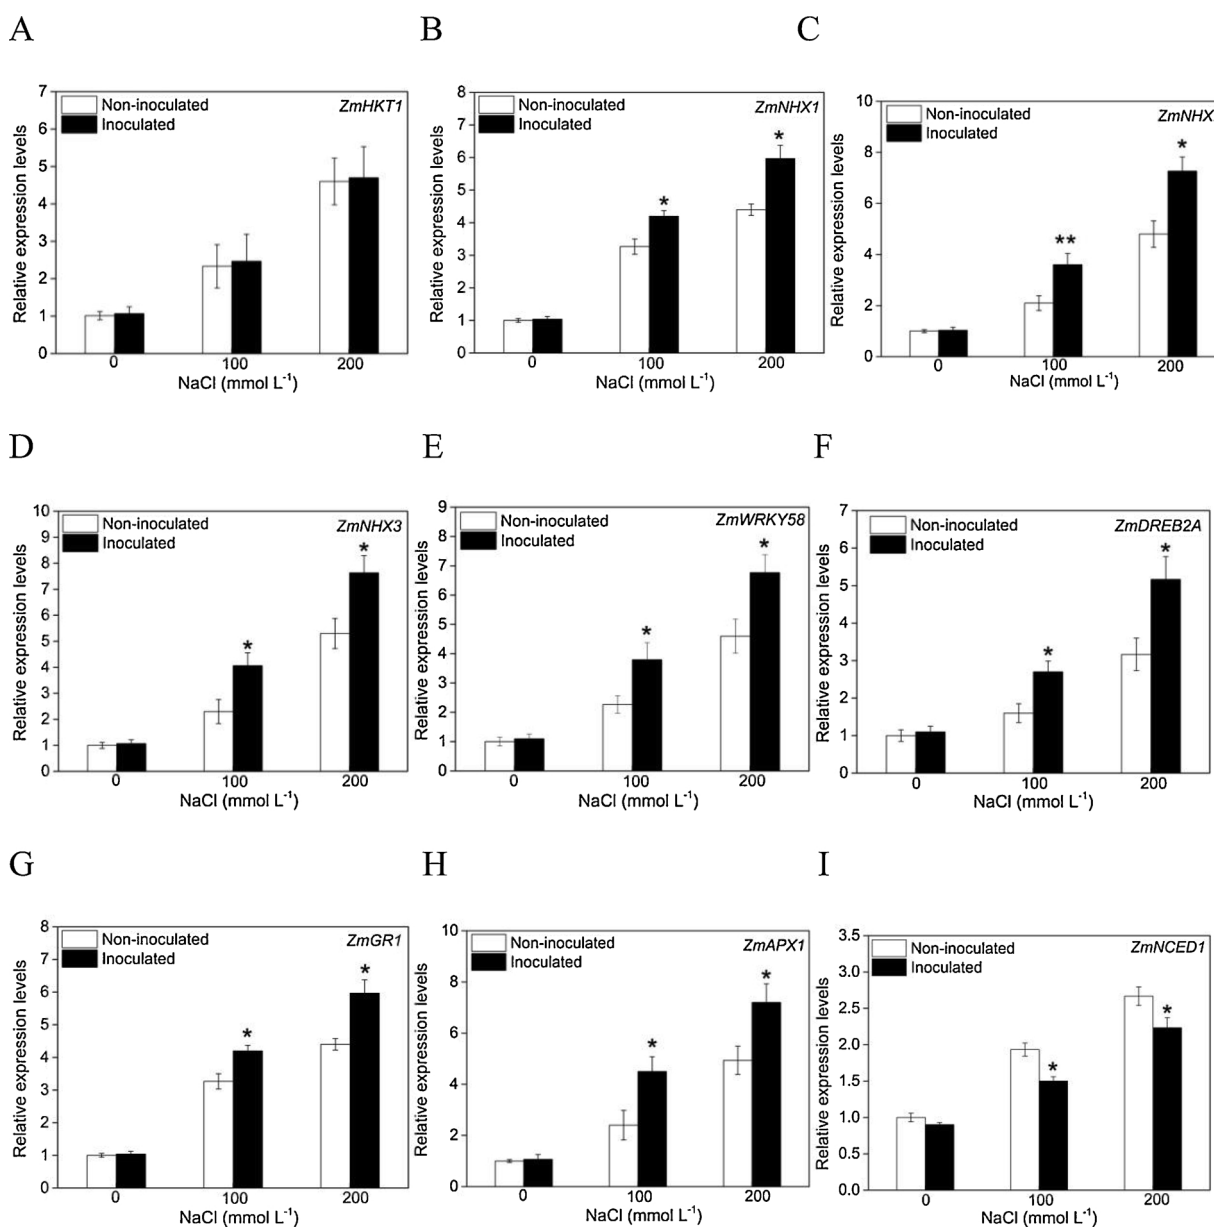 A
B
C
7
6
5
4
3
2
1
0
Relative expression levels
Non-inoculated
Inoculated
ZmHKT1
0
100
200
NaCl (mmol L⁻¹)
8
7
6
5
4
3
2
1
0
Relative expression levels
Non-inoculated
Inoculated
ZmNHX1
*
*
0
100
200
NaCl (mmol L⁻¹)
10
8
6
4
2
0
Relative expression levels
Non-inoculated
Inoculated
ZmNHX
**
*
0
100
200
NaCl (mmol L⁻¹)
D
E
F
10
9
8
7
6
5
4
3
2
1
0
Relative expression levels
Non-inoculated
Inoculated
ZmNHX3
*
*
0
100
200
NaCl (mmol L⁻¹)
9
8
7
6
5
4
3
2
1
0
Relative expression levels
Non-inoculated
Inoculated
ZmWRKY58
*
*
0
100
200
NaCl (mmol L⁻¹)
7
6
5
4
3
2
1
0
Relative expression levels
Non-inoculated
Inoculated
ZmDREB2A
*
*
0
100
200
NaCl (mmol L⁻¹)
G
H
I
8
7
6
5
4
3
2
1
0
Relative expression levels
Non-inoculated
Inoculated
ZmGR1
*
*
0
100
200
NaCl (mmol L⁻¹)
10
8
6
4
2
0
Relative expression levels
Non-inoculated
Inoculated
ZmAPX1
*
*
0
100
200
NaCl (mmol L⁻¹)
3.5
3.0
2.5
2.0
1.5
1.0
0.5
0.0
Relative expression levels
Non-inoculated
Inoculated
ZmNCED1
*
*
0
100
200
NaCl (mmol L⁻¹)